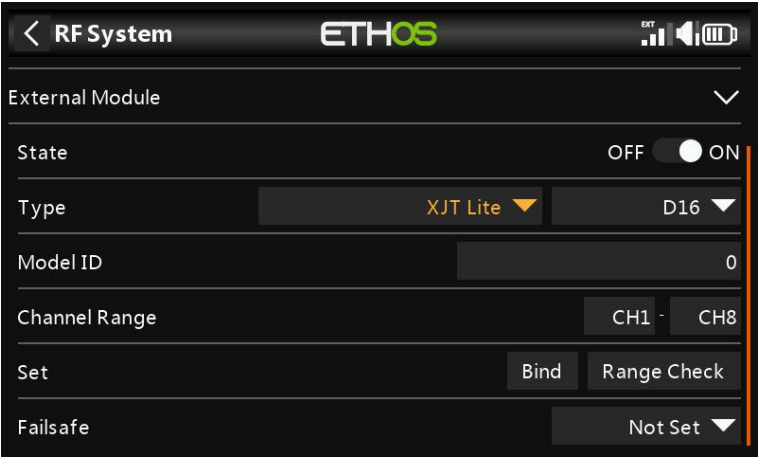 RF System ETHOS EXT
External Module
State OFF ON
Type XJT Lite D16
Model ID 0
Channel Range CH1 - CH8
Set Bind Range Check
Failsafe Not Set